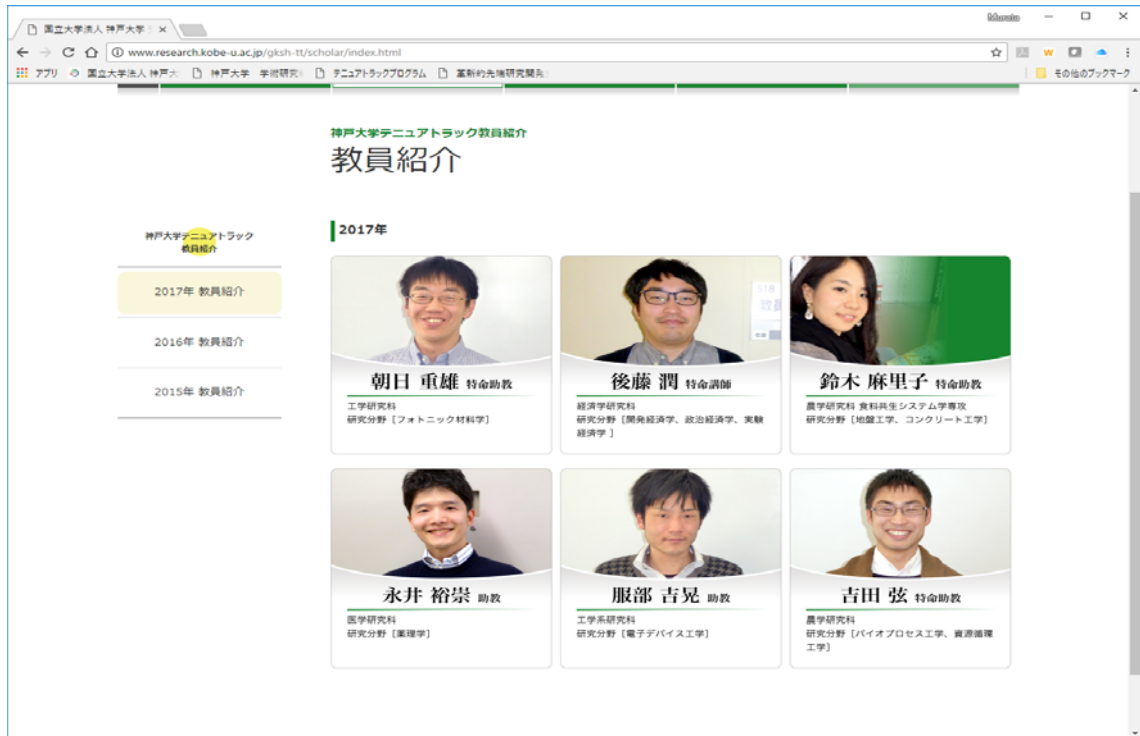 国立大学法人 神戸大学
www.research.kobe-u.ac.jp/gksh-tt/scholar/index.html
アプリ 国立大学法人 神戸大 神戸大学 学術研究 テニュアトラックプログラム 革新的先端研究開発 その他のブックマーク
神戸大学テニュアトラック教員紹介
教員紹介
神戸大学テニュアトラック
教員紹介
2017年 教員紹介
2016年 教員紹介
2015年 教員紹介
2017年
朝日 重雄 特命助教
工学研究科
研究分野 [フォトニック材料学]
後藤 潤 特命講師
経済学研究科
研究分野 [開発経済学、政治経済学、実験
経済学 ]
鈴木 麻里子 特命助教
農学研究科 食料共生システム学専攻
研究分野 [地盤工学、コンクリート工学]
永井 裕崇 助教
医学研究科
研究分野 [薬理学]
服部 吉晃 助教
工学系研究科
研究分野 [電子デバイス工学]
吉田 弦 特命助教
農学研究科
研究分野 [バイオプロセス工学、資源循環
工学]